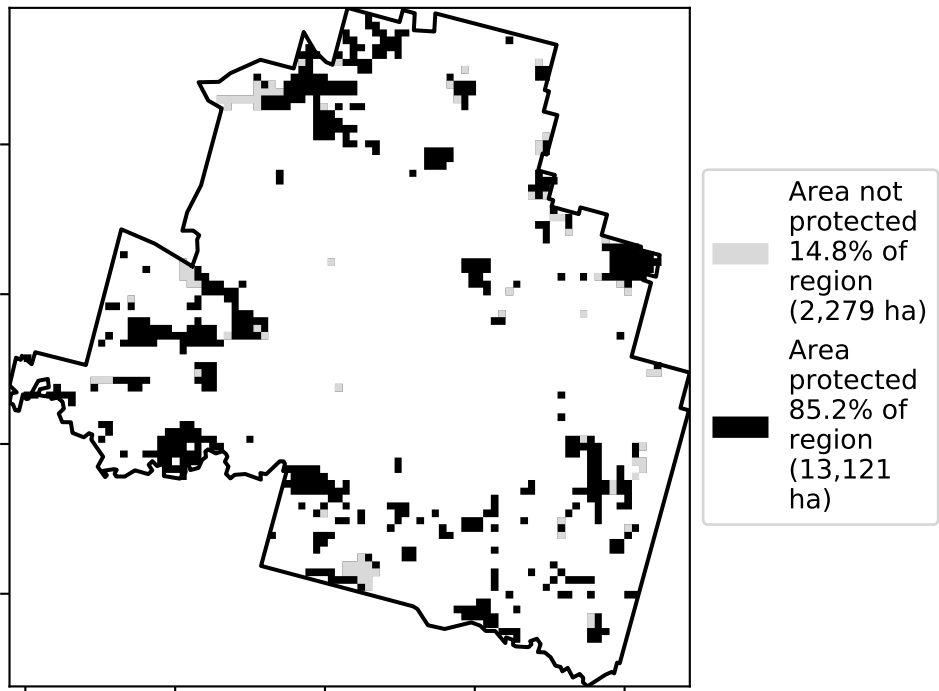 Area not
protected
14.8% of
region
(2,279 ha)
Area
protected
85.2% of
region
(13,121
ha)